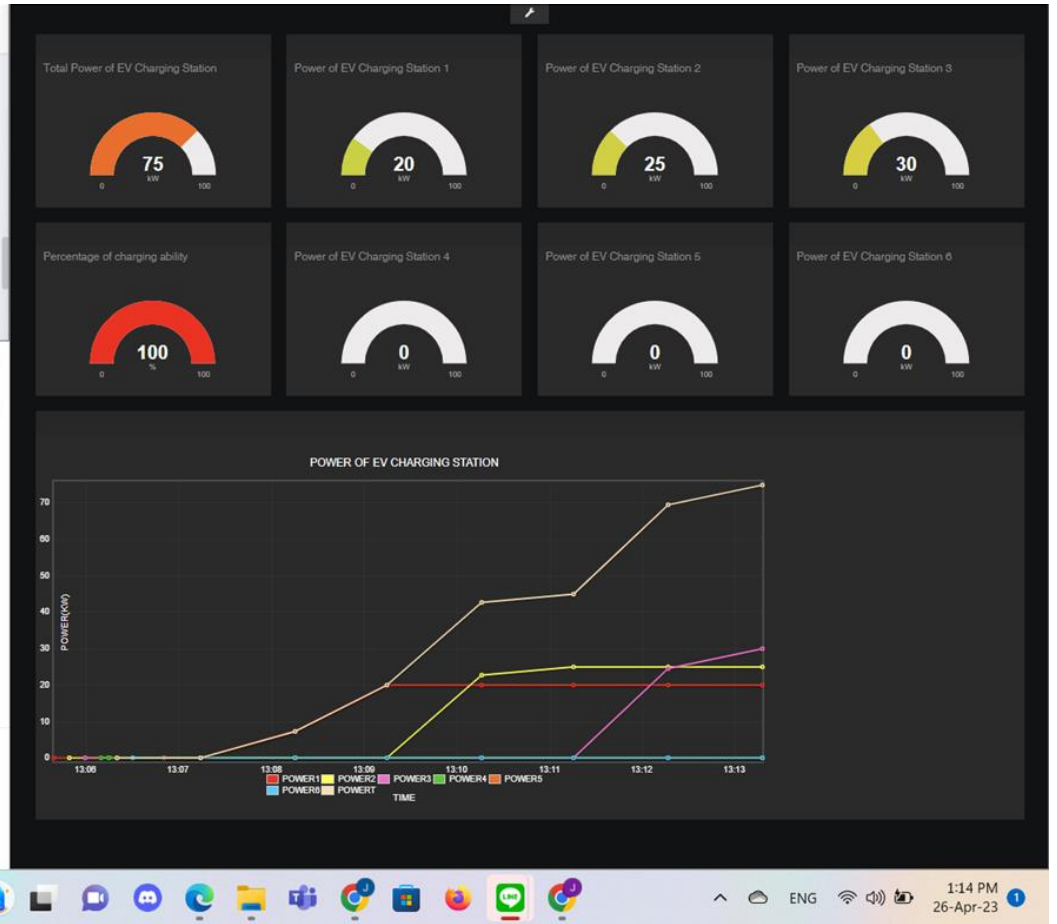 Total Power of EV Charging Station
75
kW
0
100
Power of EV Charging Station 1
20
kW
0
100
Power of EV Charging Station 2
25
kW
0
100
Power of EV Charging Station 3
30
kW
0
100
Percentage of charging ability
100
%
0
100
Power of EV Charging Station 4
0
kW
0
100
Power of EV Charging Station 5
0
kW
0
100
Power of EV Charging Station 6
0
kW
0
100
POWER OF EV CHARGING STATION
70
60
50
40
30
20
10
0
POWER(KW)
13:06 13:07 13:08 13:09 13:10 13:11 13:12 13:13
POWER1 POWER2 POWER3 POWER4 POWER5
POWER6 POWERT
TIME
LINE
J
J
ENG
1:14 PM
26-Apr-23
1